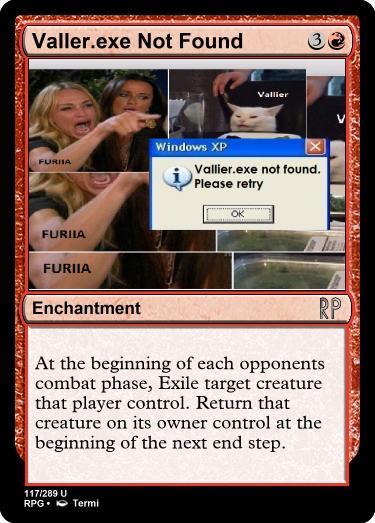 Valler.exe Not Found 3
Vallier
V
FURIIA
Windows XP
Vallier.exe not found.
Please retry
OK
FURIIA
FURIIA
Enchantment RP
At the beginning of each opponents
combat phase, Exile target creature
that player control. Return that
creature on its owner control at the
beginning of the next end step.
117/289 U
RPG • Termi